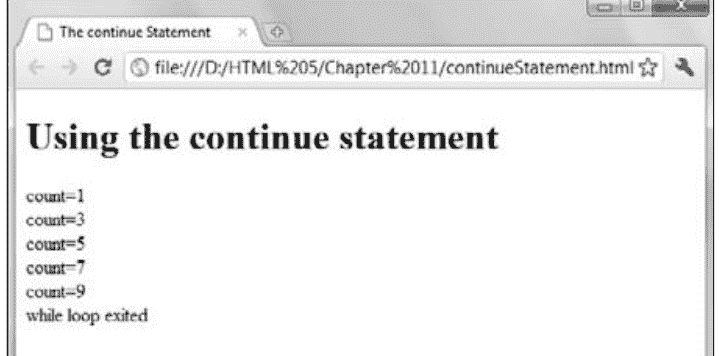 The continue Statement
file:///D:/HTML%205/Chapter%2011/continueStatement.html
Using the continue statement
count=1
count=3
count=5
count=7
count=9
while loop exited